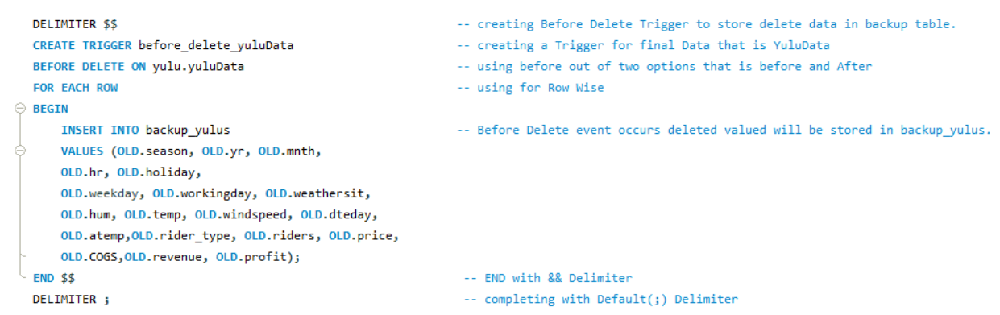 DELIMITER $$ -- creating Before Delete Trigger to store delete data in backup table.
CREATE TRIGGER before_delete_yuluData -- creating a Trigger for final Data that is YuluData
BEFORE DELETE ON yulu.yuluData -- using before out of two options that is before and After
FOR EACH ROW -- using for Row Wise
BEGIN
INSERT INTO backup_yulus -- Before Delete event occurs deleted valued will be stored in backup_yulus.
VALUES (OLD.season, OLD.yr, OLD.mnth,
OLD.hr, OLD.holiday,
OLD.weekday, OLD.workingday, OLD.weathersit,
OLD.hum, OLD.temp, OLD.windspeed, OLD.dteday,
OLD.atemp,OLD.rider_type, OLD.riders, OLD.price,
OLD.COGS,OLD.revenue, OLD.profit);
END $$ -- END with && Delimiter
DELIMITER ; -- completing with Default(;) Delimiter